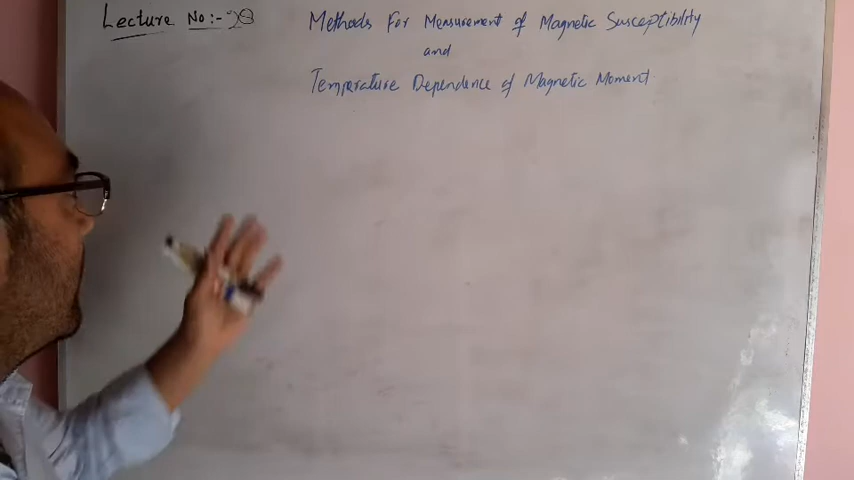 Lecture No :-
Methods For Measurement of Magnetic Susceptibility
and
Temperature Dependence of Magnetic Moment